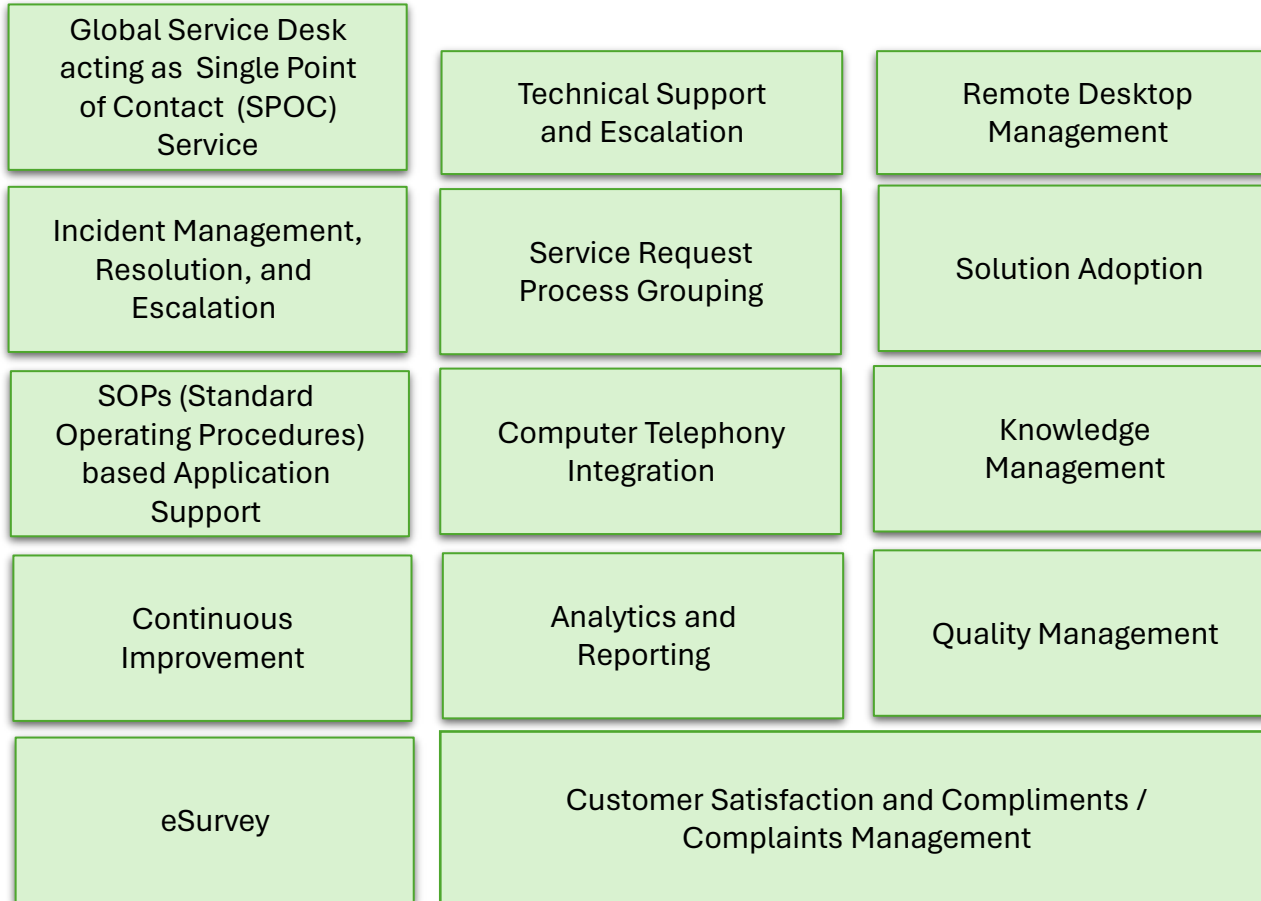 Global Service Desk
acting as Single Point
of Contact (SPOC)
Service
Technical Support
and Escalation
Remote Desktop
Management
Incident Management,
Resolution, and
Escalation
Service Request
Process Grouping
Solution Adoption
SOPs (Standard
Operating Procedures)
based Application
Support
Computer Telephony
Integration
Knowledge
Management
Continuous
Improvement
Analytics and
Reporting
Quality Management
eSurvey
Customer Satisfaction and Compliments /
Complaints Management